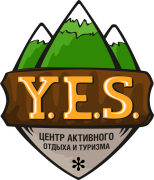 Y.E.S.
ЦЕНТР АКТИВНОГО
ОТДЫХА И ТУРИЗМА